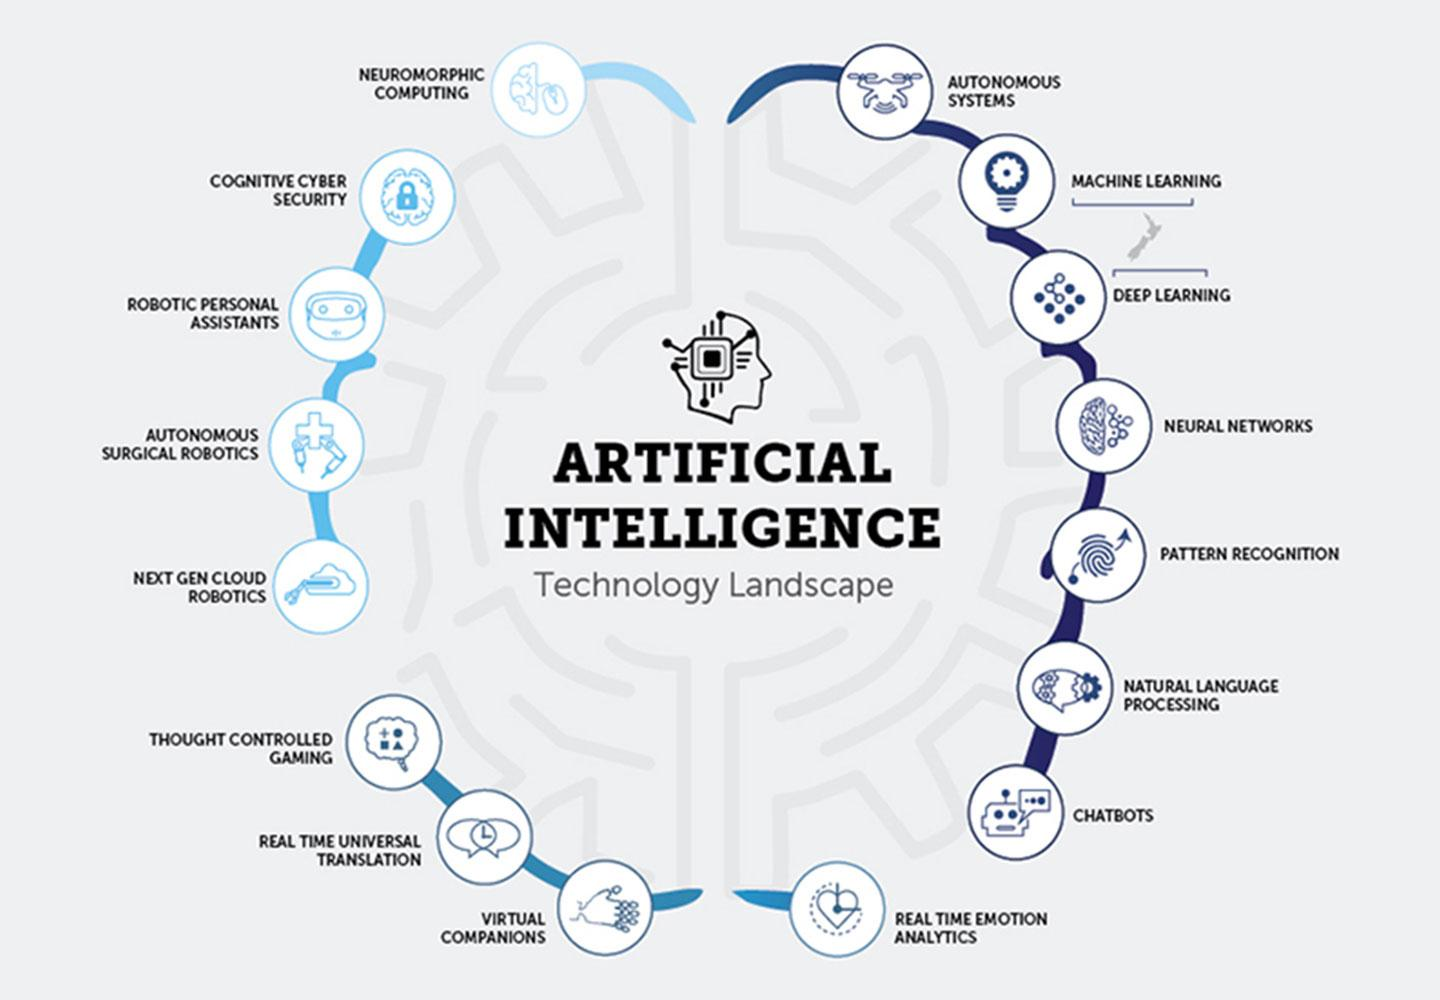 ARTIFICIAL
INTELLIGENCE
Technology Landscape
NEUROMORPHIC
COMPUTING
COGNITIVE CYBER
SECURITY
ROBOTIC PERSONAL
ASSISTANTS
AUTONOMOUS
SURGICAL ROBOTICS
NEXT GEN CLOUD
ROBOTICS
THOUGHT CONTROLLED
GAMING
REAL TIME UNIVERSAL
TRANSLATION
VIRTUAL
COMPANIONS
AUTONOMOUS
SYSTEMS
MACHINE LEARNING
DEEP LEARNING
NEURAL NETWORKS
PATTERN RECOGNITION
NATURAL LANGUAGE
PROCESSING
CHATBOTS
REAL TIME EMOTION
ANALYTICS